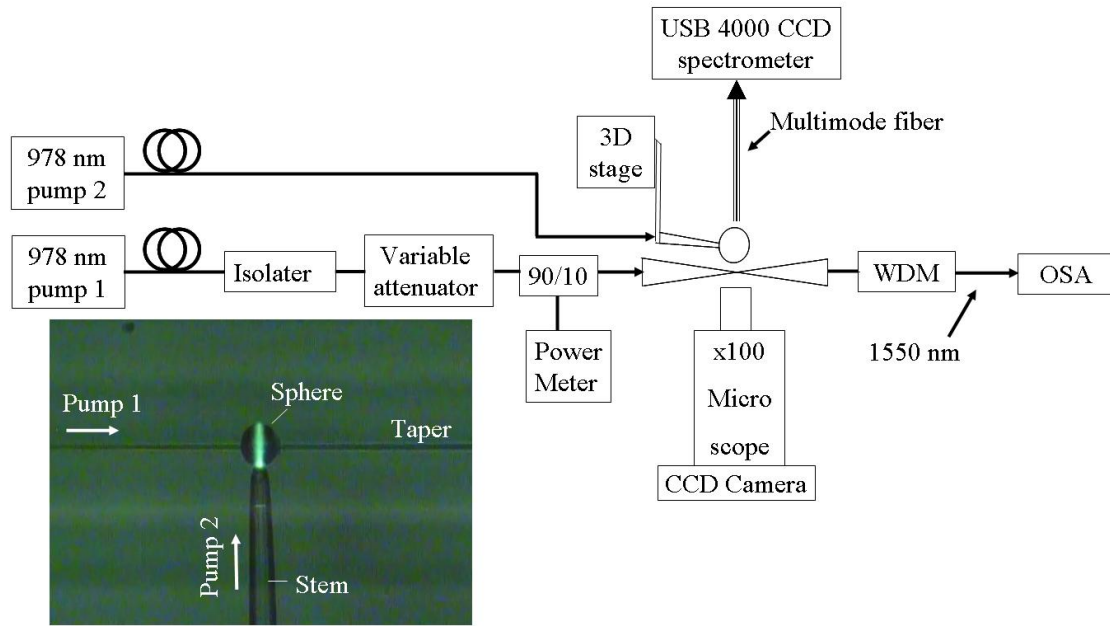 USB 4000 CCD
spectrometer
Multimode fiber
3D
stage
978 nm
pump 2
978 nm
pump 1
Isolater
Variable
attenuator
90/10
WDM
OSA
Power
Meter
x100
Micro
scope
CCD Camera
1550 nm
Pump 1
Sphere
Taper
Pump 2
Stem